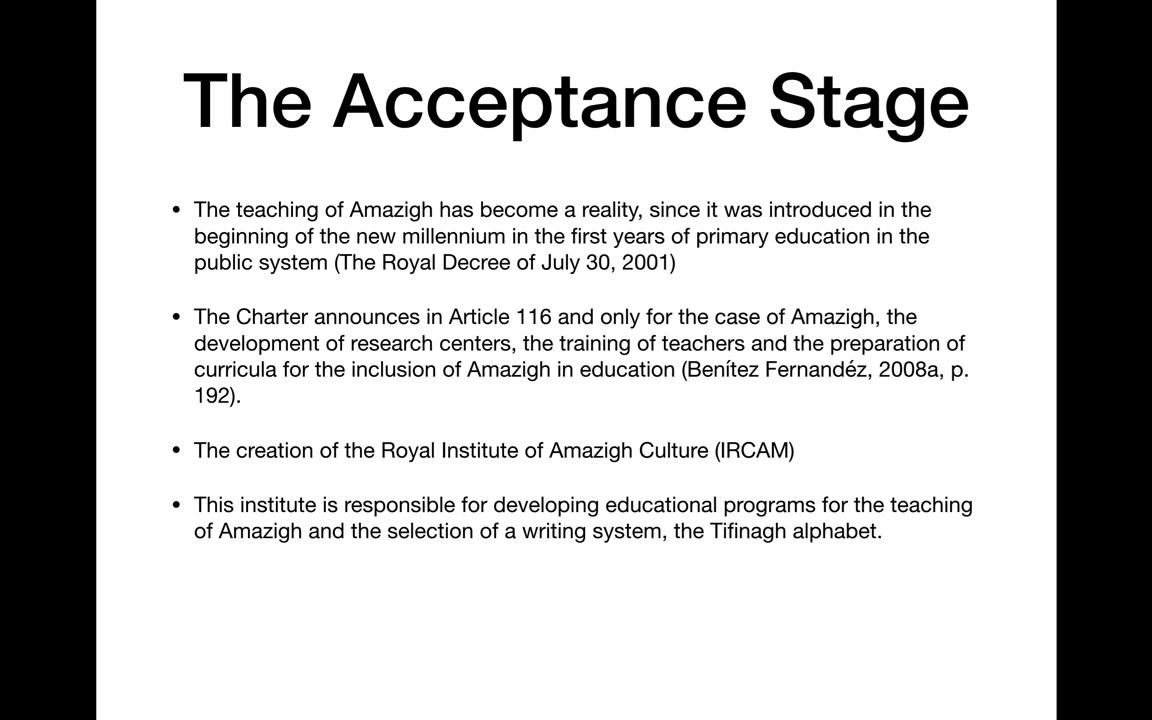 The Acceptance Stage
• The teaching of Amazigh has become a reality, since it was introduced in the
beginning of the new millennium in the first years of primary education in the
public system (The Royal Decree of July 30, 2001)
• The Charter announces in Article 116 and only for the case of Amazigh, the
development of research centers, the training of teachers and the preparation of
curricula for the inclusion of Amazigh in education (Benítez Fernandéz, 2008a, p.
192).
• The creation of the Royal Institute of Amazigh Culture (IRCAM)
• This institute is responsible for developing educational programs for the teaching
of Amazigh and the selection of a writing system, the Tifinagh alphabet.